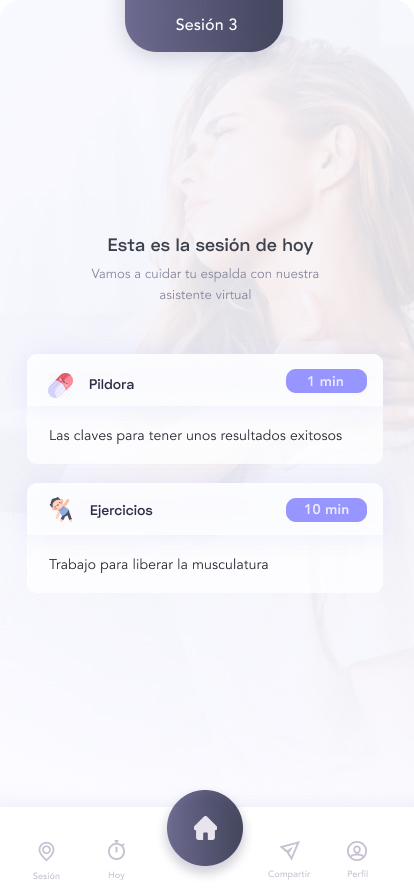 Sesión 3
Esta es la sesión de hoy
Vamos a cuidar tu espalda con nuestra
asistente virtual
Pildora
1 min
Las claves para tener unos resultados exitosos
Ejercicios
10 min
Trabajo para liberar la musculatura
Sesión
Hoy
Compartir
Perfil